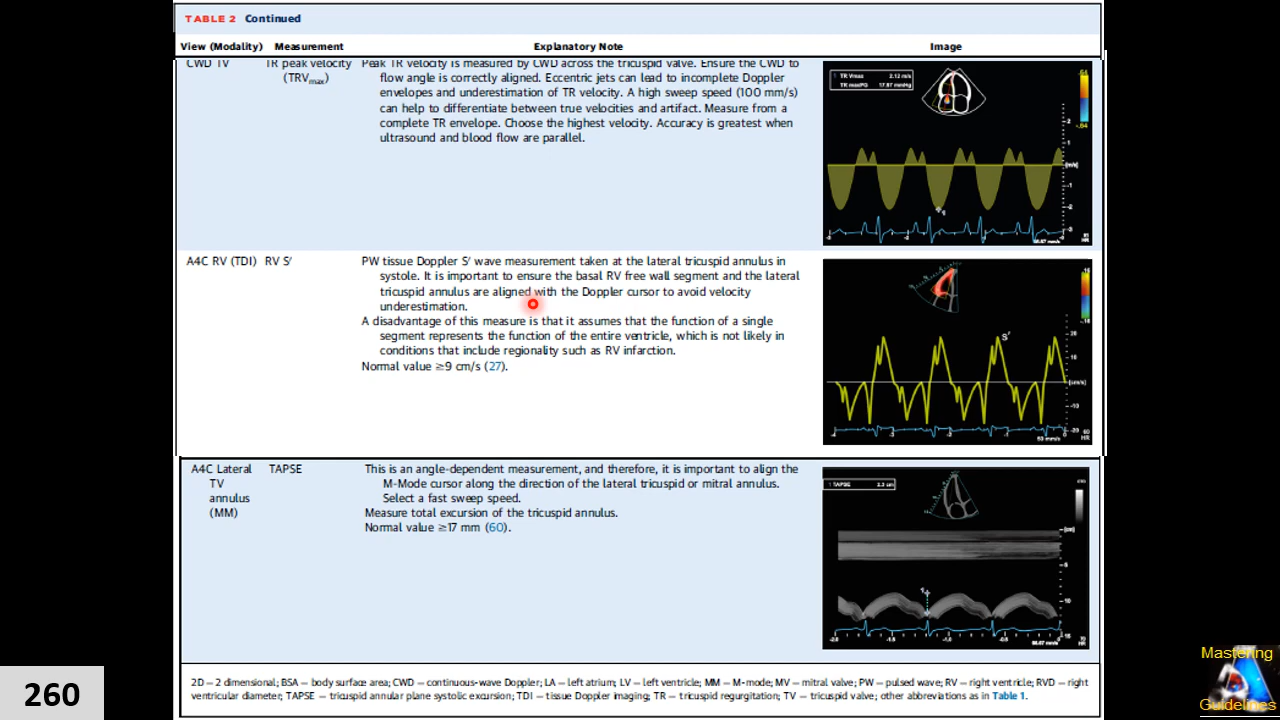 TABLE 2 Continued
View (Modality) Measurement Explanatory Note Image
CWD TV TR peak velocity (TRVmax)
Peak TR velocity is measured by CWD across the tricuspid valve. Ensure the CWD to
flow angle is correctly aligned. Eccentric jets can lead to incomplete Doppler
envelopes and underestimation of TR velocity. A high sweep speed (100 mm/s)
can help to differentiate between true velocities and artifact. Measure from a
complete TR envelope. Choose the highest velocity. Accuracy is greatest when
ultrasound and blood flow are parallel.
1 TR Vmax 2.12 m/s
TR maxPG 17.87 mmHg
A4C RV (TDI) RV S′
PW tissue Doppler S′ wave measurement taken at the lateral tricuspid annulus in
systole. It is important to ensure the basal RV free wall segment and the lateral
tricuspid annulus are aligned with the Doppler cursor to avoid velocity
underestimation.
A disadvantage of this measure is that it assumes that the function of a single
segment represents the function of the entire ventricle, which is not likely in
conditions that include regionality such as RV infarction.
Normal value ≥9 cm/s (27).
S′
A4C Lateral
TV
annulus
(MM)
TAPSE
This is an angle-dependent measurement, and therefore, it is important to align the
M-Mode cursor along the direction of the lateral tricuspid or mitral annulus.
Select a fast sweep speed.
Measure total excursion of the tricuspid annulus.
Normal value ≥17 mm (60).
1 TAPSE 2.3 cm
2D = 2 dimensional; BSA = body surface area; CWD = continuous-wave Doppler; LA = left atrium; LV = left ventricle; MM = M-mode; MV = mitral valve; PW = pulsed wave; RV = right ventricle; RVD = right
ventricular diameter; TAPSE = tricuspid annular plane systolic excursion; TDI = tissue Doppler imaging; TR = tricuspid regurgitation; TV = tricuspid valve; other abbreviations as in Table 1.
260
Mastering
Guidelines